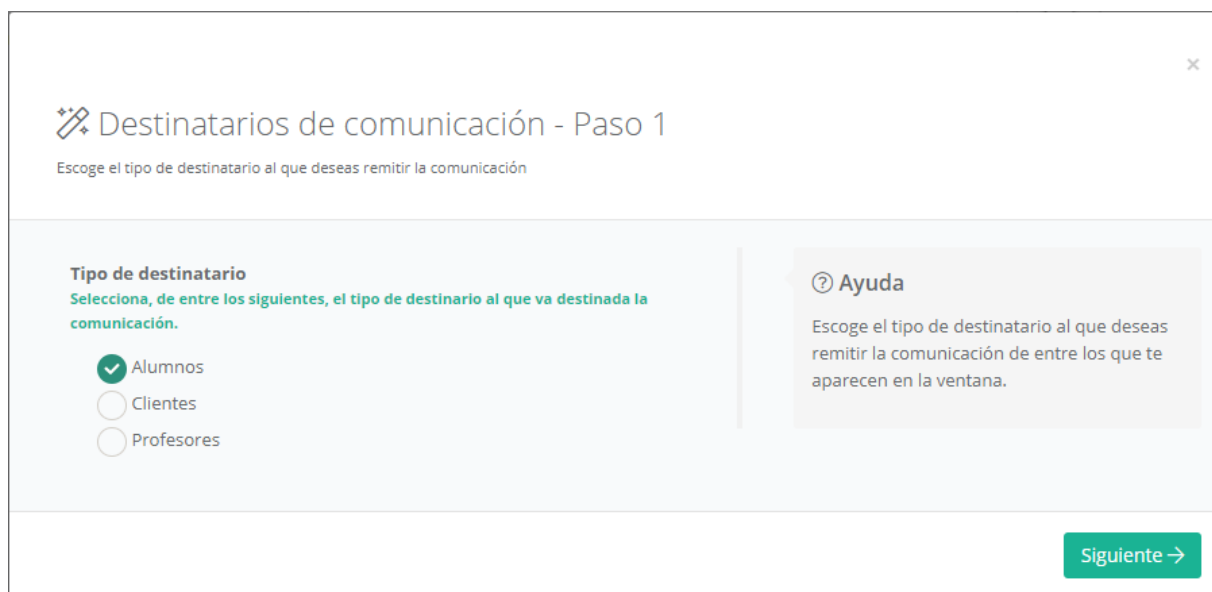 ×
Destinatarios de comunicación - Paso 1
Escoge el tipo de destinatario al que deseas remitir la comunicación
Tipo de destinatario
Selecciona, de entre los siguientes, el tipo de destinario al que va destinada la
comunicación.
Alumnos
Clientes
Profesores
? Ayuda
Escoge el tipo de destinatario al que deseas
remitir la comunicación de entre los que te
aparecen en la ventana.
Siguiente →